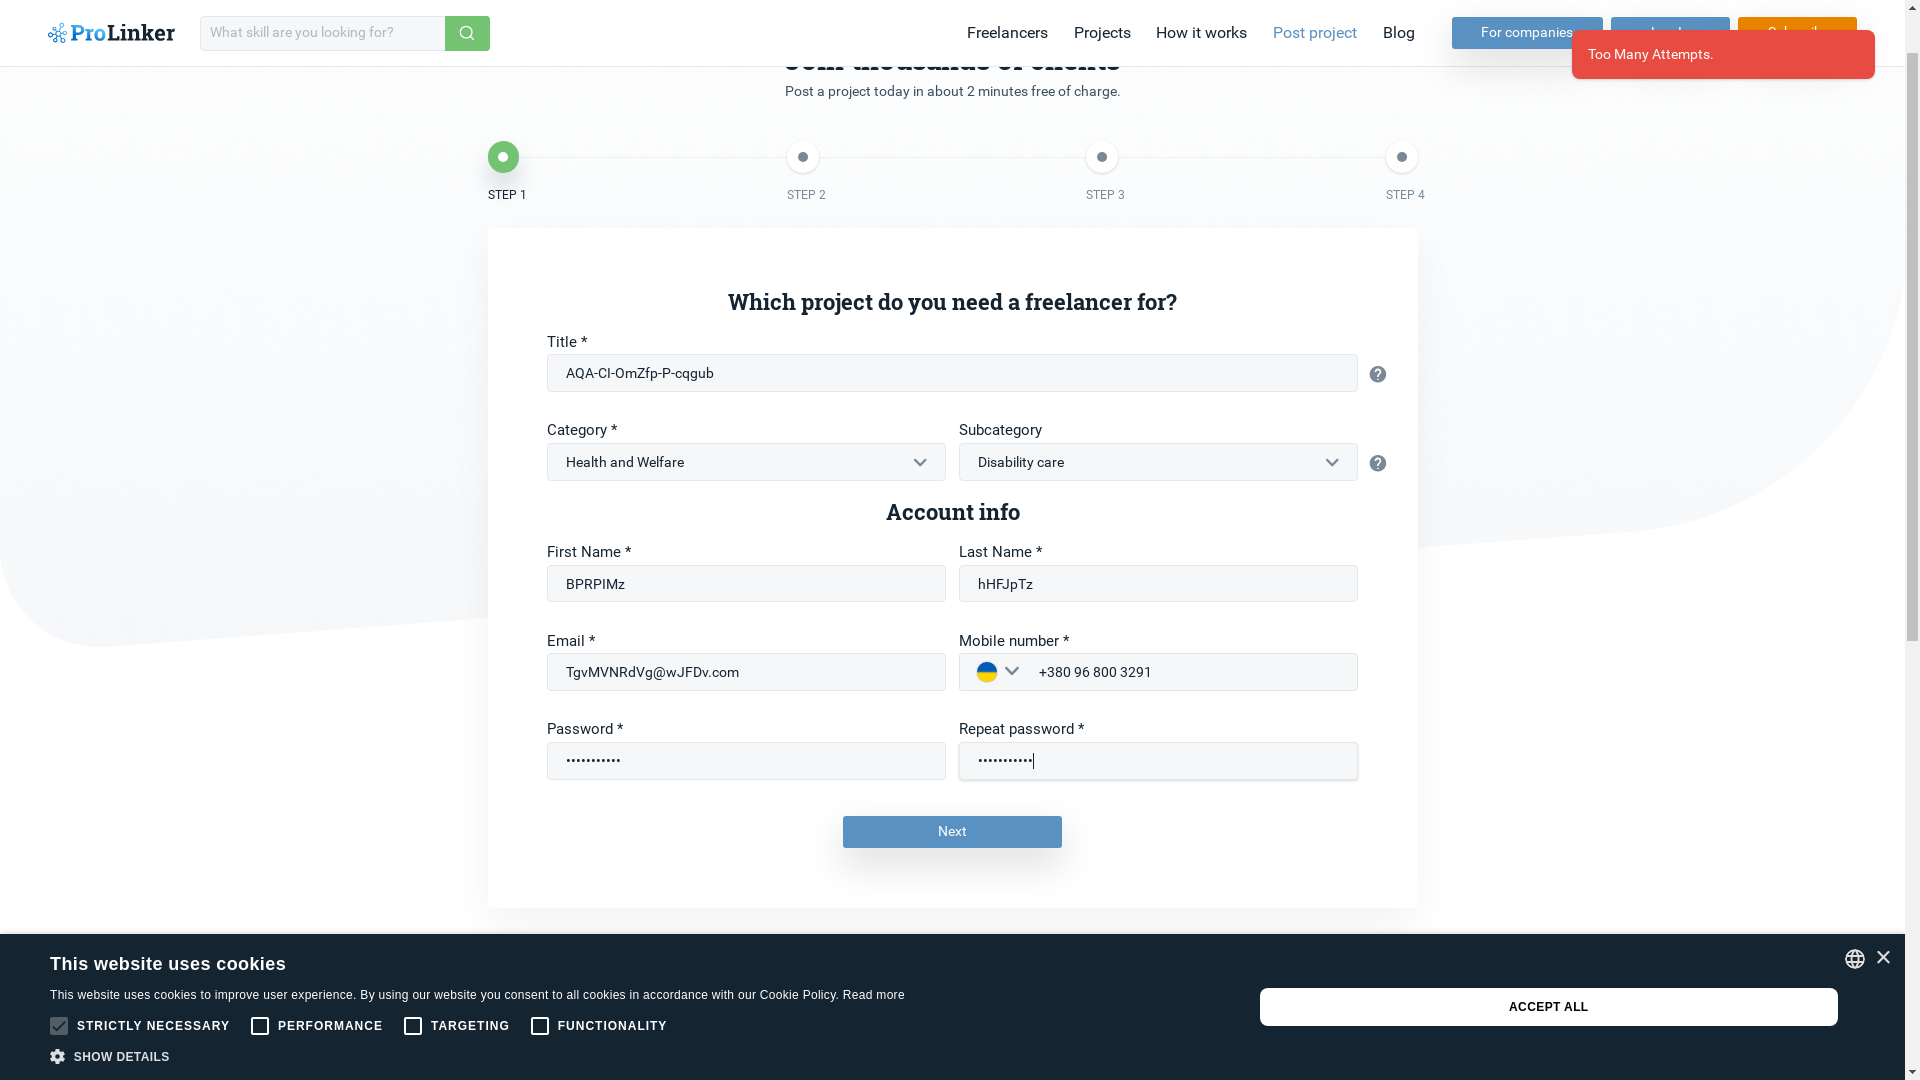 ProLinker
What skill are you looking for?
Freelancers
Projects
How it works
Post project
Blog
For companies
Too Many Attempts.
Join thousands of clients
Post a project today in about 2 minutes free of charge.
STEP 1
STEP 2
STEP 3
STEP 4
Which project do you need a freelancer for?
Title *
AQA-CI-OmZfp-P-cqgub
Category *
Subcategory
Health and Welfare
Disability care
Account info
First Name *
Last Name *
BPRPIMz
hHFJpTz
Email *
Mobile number *
TgvMVNRdVg@wJFDv.com
+380 96 800 3291
Password *
Repeat password *
•••••••••••
•••••••••••
Next
This website uses cookies
This website uses cookies to improve user experience. By using our website you consent to all cookies in accordance with our Cookie Policy. Read more
STRICTLY NECESSARY
PERFORMANCE
TARGETING
FUNCTIONALITY
SHOW DETAILS
ACCEPT ALL